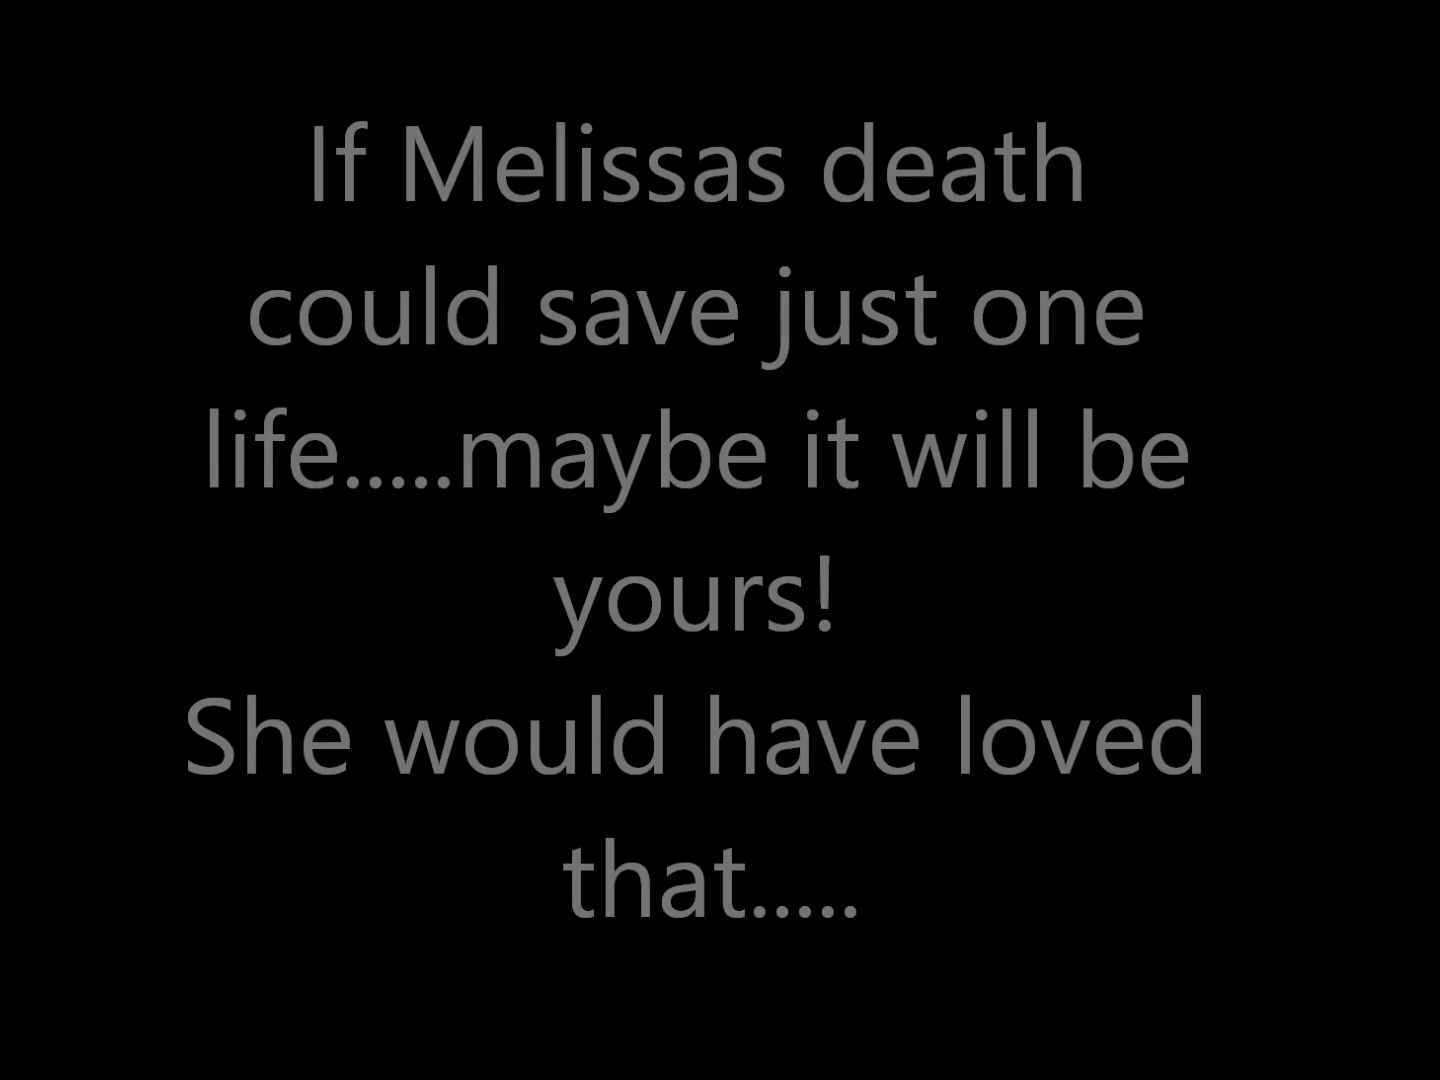 If Melissas death
could save just one
life.....maybe it will be
yours!
She would have loved
that.....